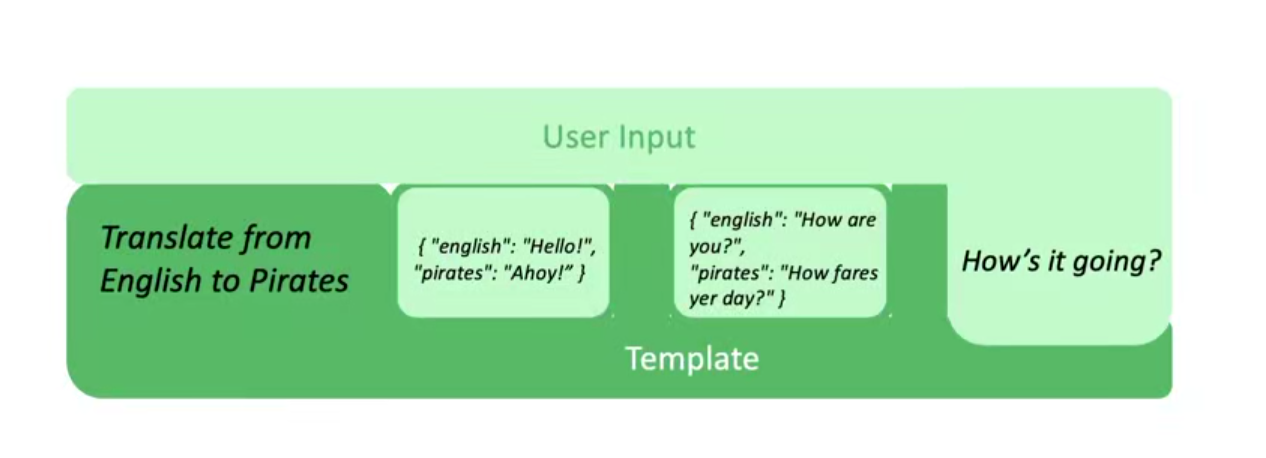 User Input
Translate from
English to Pirates
{ "english": "Hello!",
"pirates": "Ahoy!” }
{ "english": "How are
you?",
"pirates": "How fares
yer day?" }
How’s it going?
Template